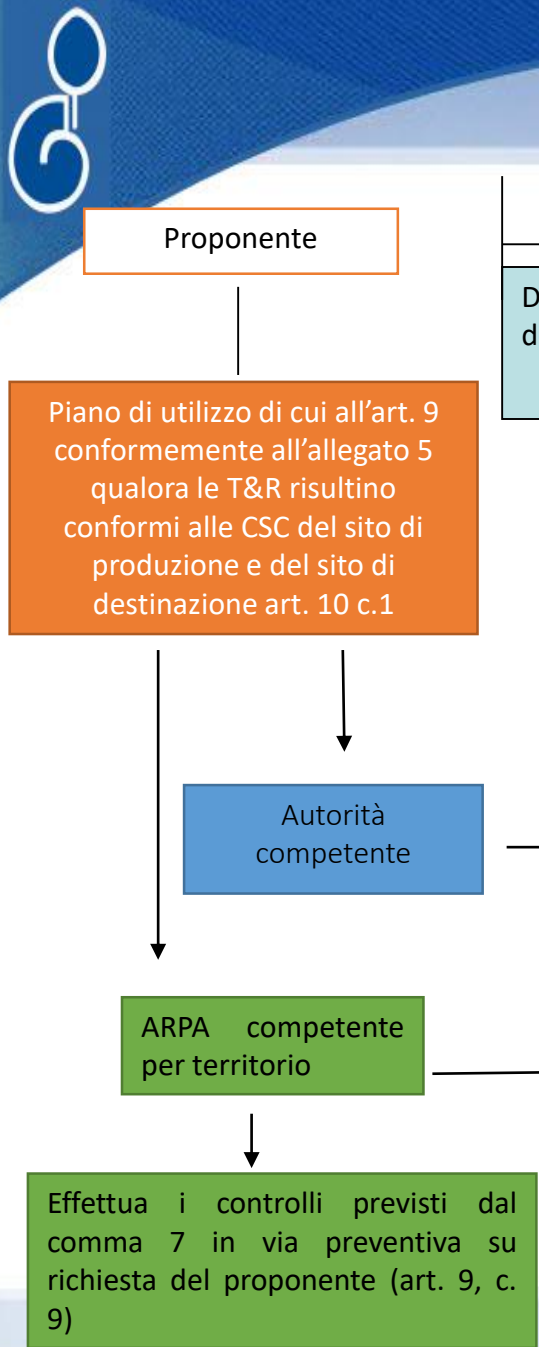 Proponente
D
d
Piano di utilizzo di cui all'art. 9
conformemente all'allegato 5
qualora le T&R risultino
conformi alle CSC del sito di
produzione e del sito di
destinazione art. 10 c.1
Autorità
competente
ARPA competente
per territorio
Effettua i controlli previsti dal
comma 7 in via preventiva su
richiesta del proponente (art. 9, c.
9)